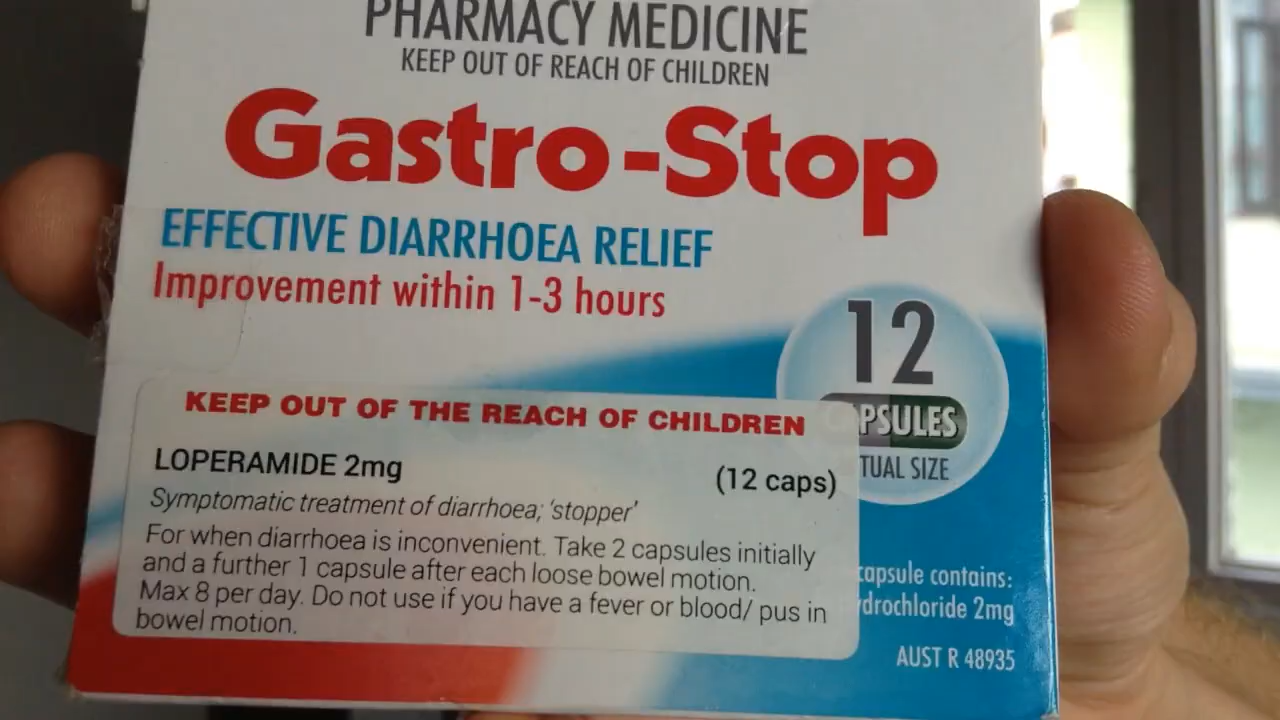 PHARMACY MEDICINE
KEEP OUT OF REACH OF CHILDREN
Gastro-Stop
EFFECTIVE DIARRHOEA RELIEF
Improvement within 1-3 hours
12
CAPSULES
TUAL SIZE
KEEP OUT OF THE REACH OF CHILDREN
LOPERAMIDE 2mg (12 caps)
Symptomatic treatment of diarrhoea; 'stopper'
For when diarrhoea is inconvenient. Take 2 capsules initially
and a further 1 capsule after each loose bowel motion.
Max 8 per day. Do not use if you have a fever or blood/ pus in
bowel motion.
capsule contains:
ydrochloride 2mg
AUST R 48935